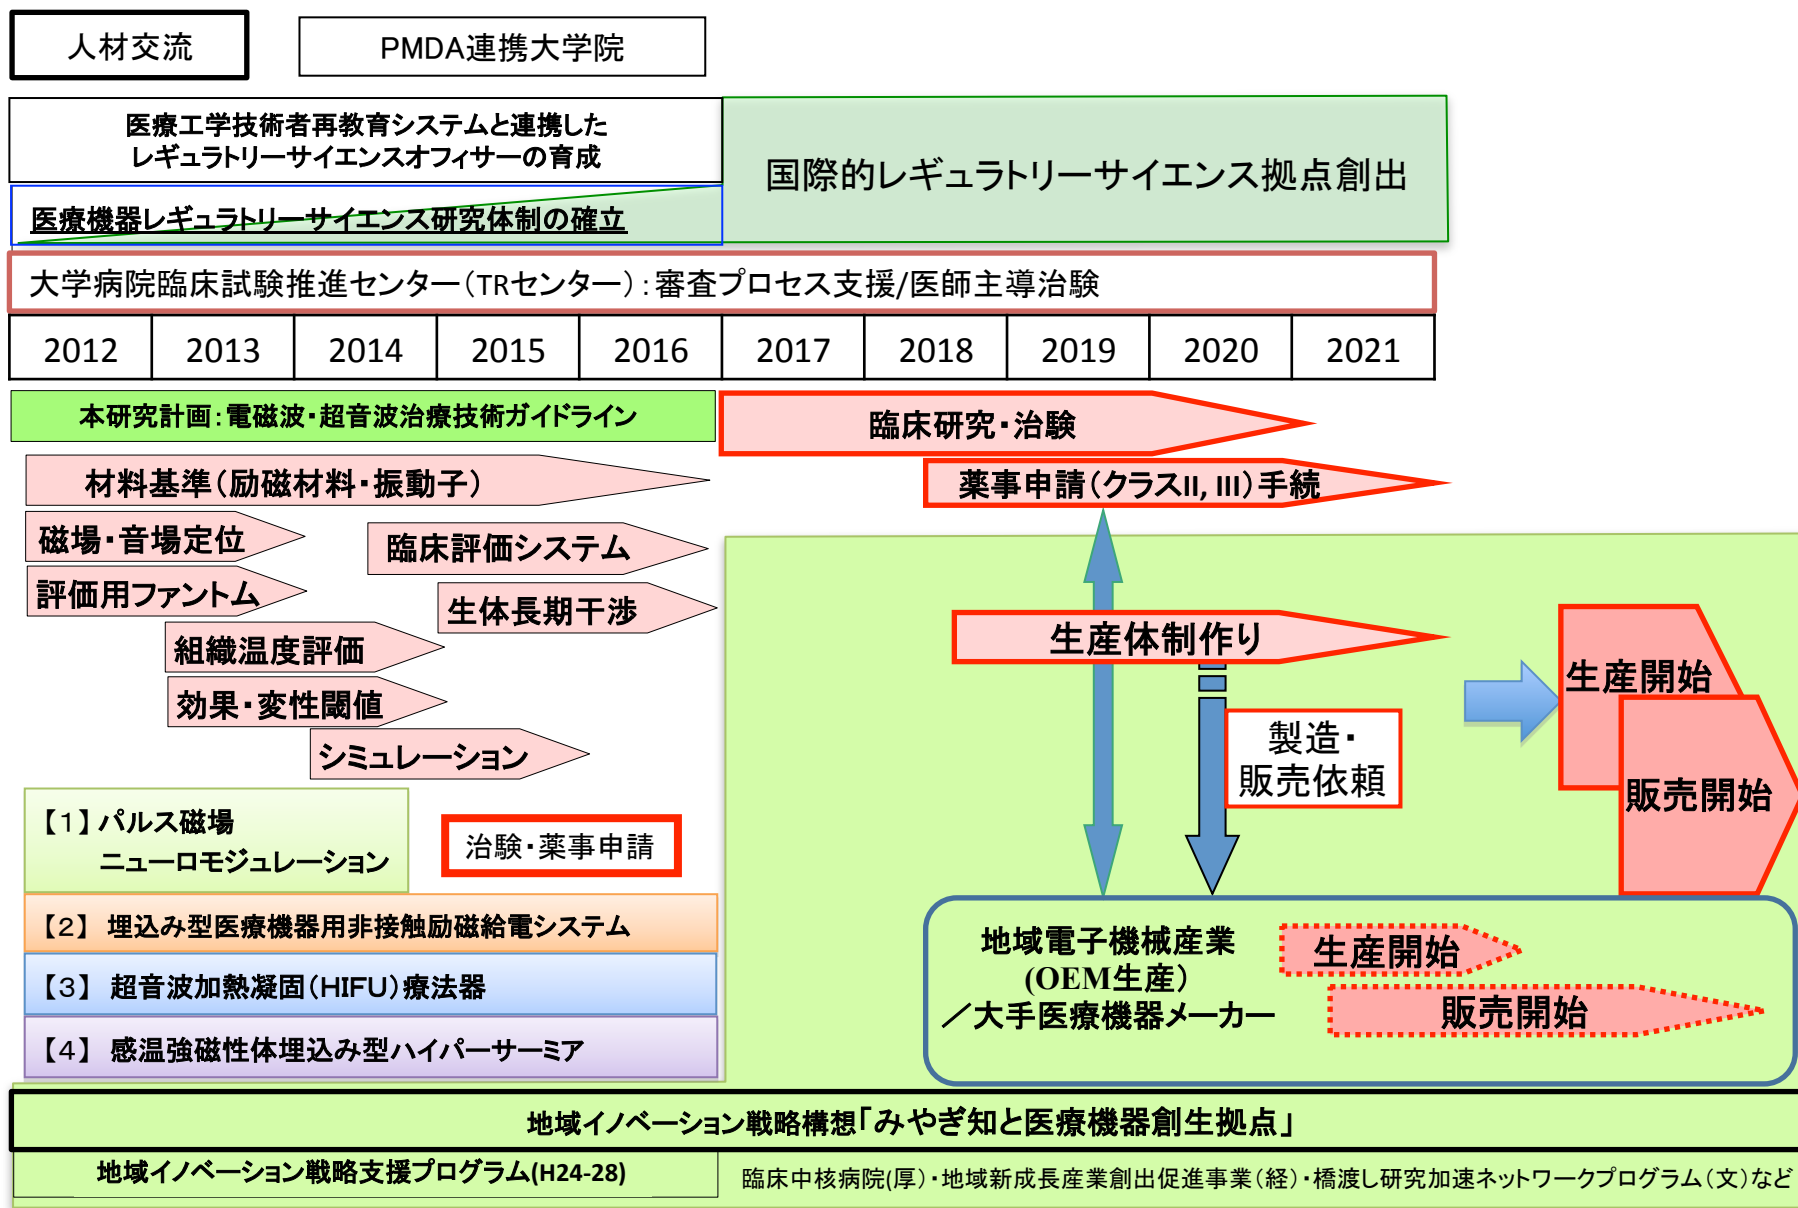 人材交流
PMDA連携大学院
医療工学技術者再教育システムと連携した
レギュラトリーサイエンスオフィサーの育成
国際的レギュラトリーサイエンス拠点創出
医療機器レギュラトリーサイエンス研究体制の確立
大学病院臨床試験推進センター(TRセンター):審査プロセス支援/医師主導治験
2012 2013 2014 2015 2016 2017 2018 2019 2020 2021
本研究計画:電磁波・超音波治療技術ガイドライン
臨床研究・治験
材料基準(励磁材料・振動子)
薬事申請(クラスII, III)手続
磁場・音場定位
臨床評価システム
評価用ファントム
生体長期干渉
組織温度評価
生産体制作り
効果・変性閾値
シミュレーション
生産開始
販売開始
製造・
販売依頼
【1】パルス磁場
ニューロモジュレーション
治験・薬事申請
【2】 埋込み型医療機器用非接触励磁給電システム
【3】 超音波加熱凝固(HIFU)療法器
【4】 感温強磁性体埋込み型ハイパーサーミア
地域電子機械産業
(OEM生産)
/大手医療機器メーカー
生産開始
販売開始
地域イノベーション戦略構想「みやぎ知と医療機器創生拠点」
地域イノベーション戦略支援プログラム(H24-28)
臨床中核病院(厚)・地域新成長産業創出促進事業(経)・橋渡し研究加速ネットワークプログラム(文)など